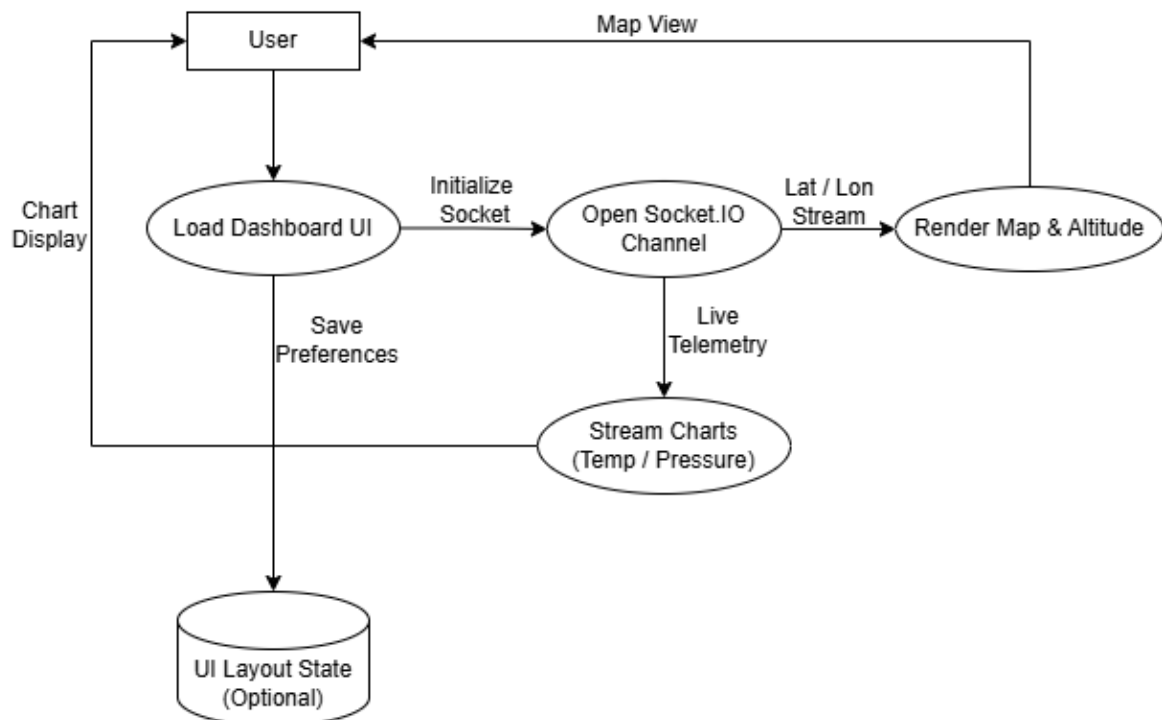 User
Map View
Chart
Display
Load Dashboard UI
Initialize
Socket
Open Socket.IO
Channel
Lat / Lon
Stream
Render Map & Altitude
Save
Preferences
Live
Telemetry
Stream Charts
(Temp / Pressure)
UI Layout State
(Optional)